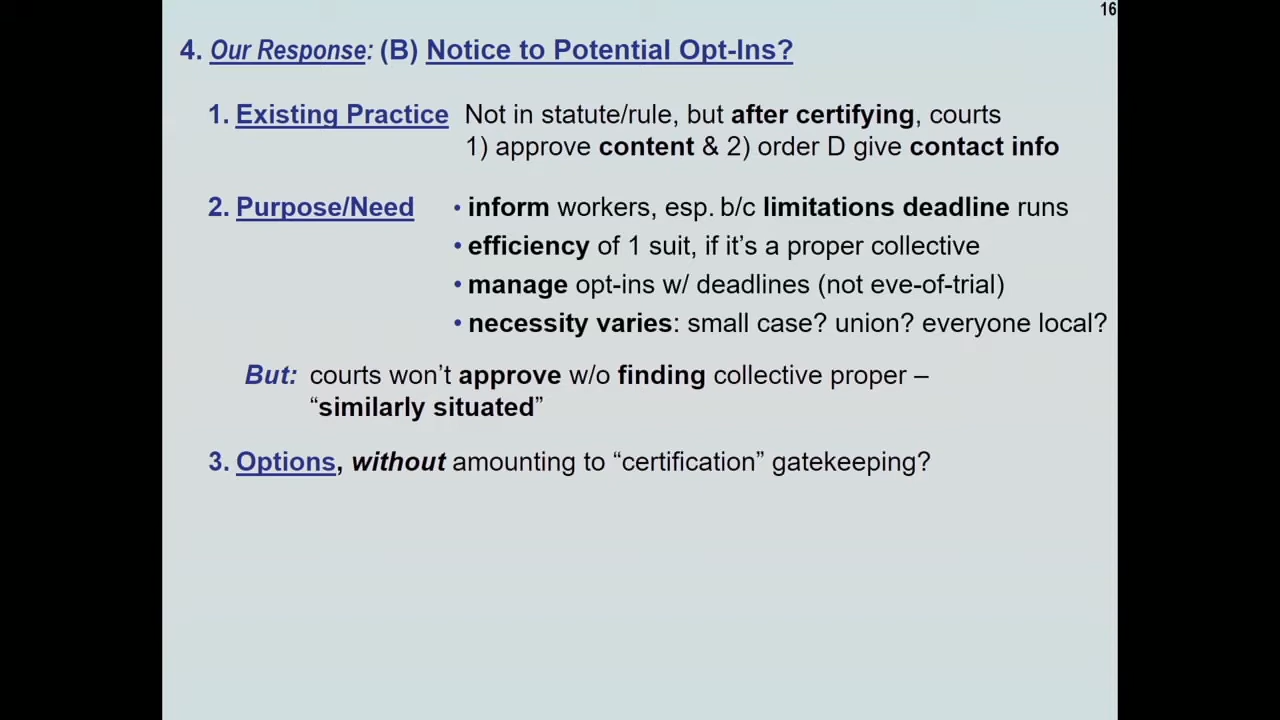 16
4. Our Response: (B) Notice to Potential Opt-Ins?
1. Existing Practice Not in statute/rule, but after certifying, courts
1) approve content & 2) order D give contact info
2. Purpose/Need • inform workers, esp. b/c limitations deadline runs
• efficiency of 1 suit, if it’s a proper collective
• manage opt-ins w/ deadlines (not eve-of-trial)
• necessity varies: small case? union? everyone local?
But: courts won’t approve w/o finding collective proper –
“similarly situated”
3. Options, without amounting to “certification” gatekeeping?